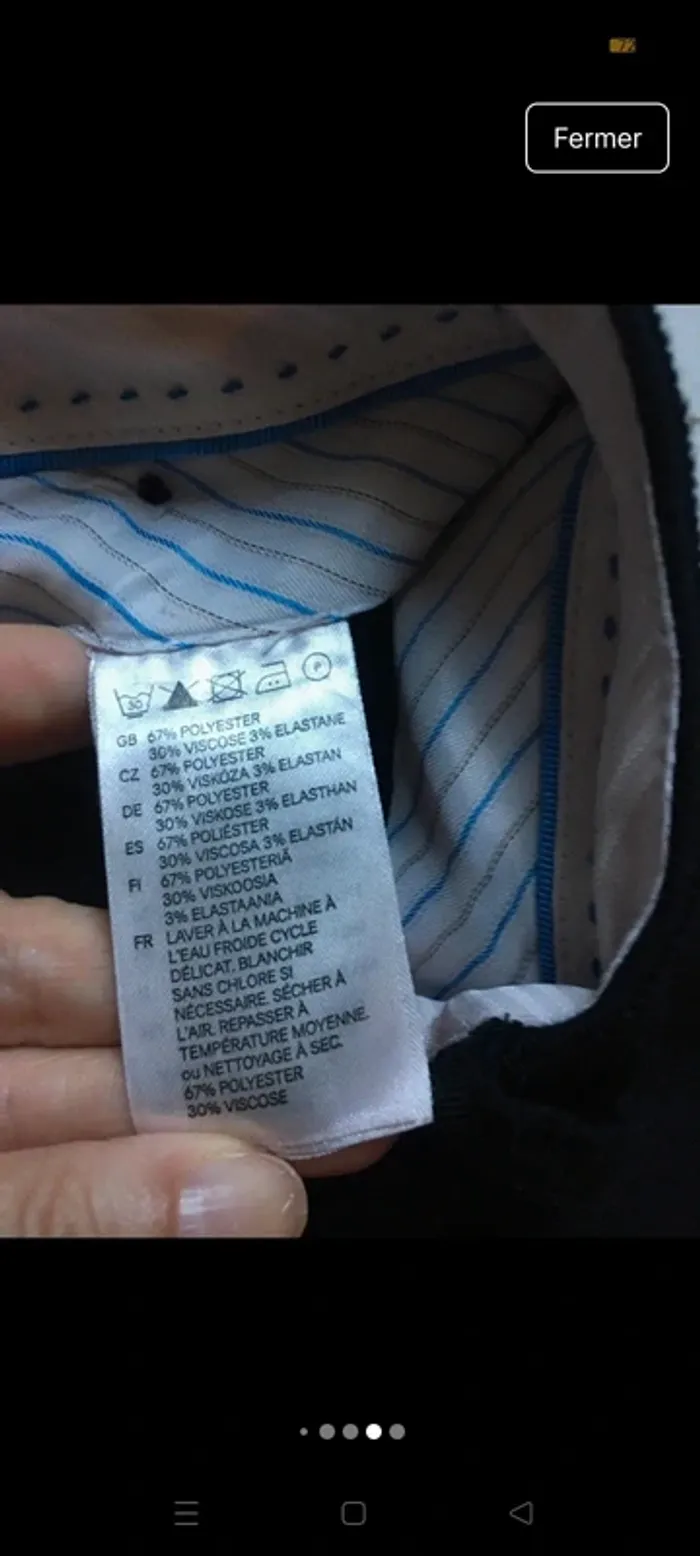 72
Fermer
30 P
GB 67% POLYESTER
30% VISCOSE 3% ELASTANE
CZ 67% POLYESTER
30% VISKÓZA 3% ELASTAN
DE 67% POLYESTER
30% VISKOSE 3% ELASTHAN
ES 67% POLIÉSTER
30% VISCOSA 3% ELASTÁN
FI 67% POLYESTERIÄ
30% VISKOOSIA
3% ELASTAANIA
FR LAVER À LA MACHINE À
L'EAU FROIDE CYCLE
DÉLICAT. BLANCHIR
SANS CHLORE SI
NÉCESSAIRE. SÉCHER À
L'AIR. REPASSER À
TEMPÉRATURE MOYENNE.
ou NETTOYAGE À SEC.
67% POLYESTER
30% VISCOSE